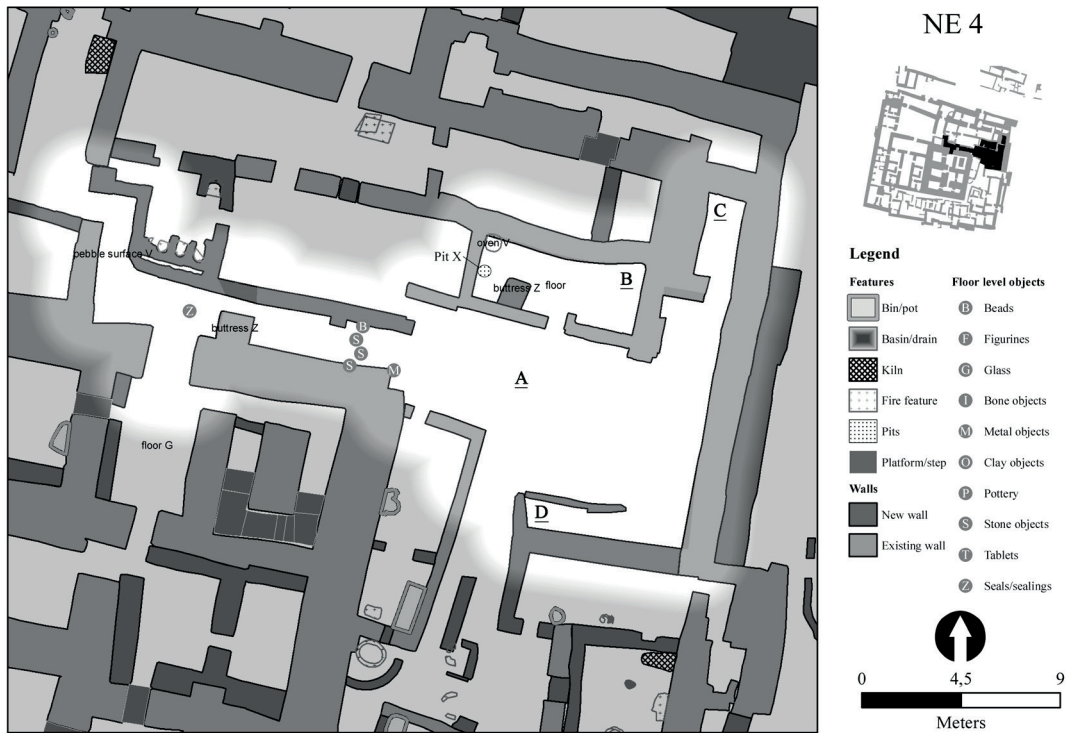 NE 4
C
oven V
Pit X
B
buttress Z
floor
pebble surface V
Z
buttress Z
B
S
S
S
M
A
floor G
D
Legend
Features
Bin/pot
Basin/drain
Kiln
Fire feature
Pits
Platform/step
Walls
New wall
Existing wall
Floor level objects
B Beads
F Figurines
G Glass
I Bone objects
M Metal objects
O Clay objects
P Pottery
S Stone objects
T Tablets
Z Seals/sealings
0 4,5 9
Meters